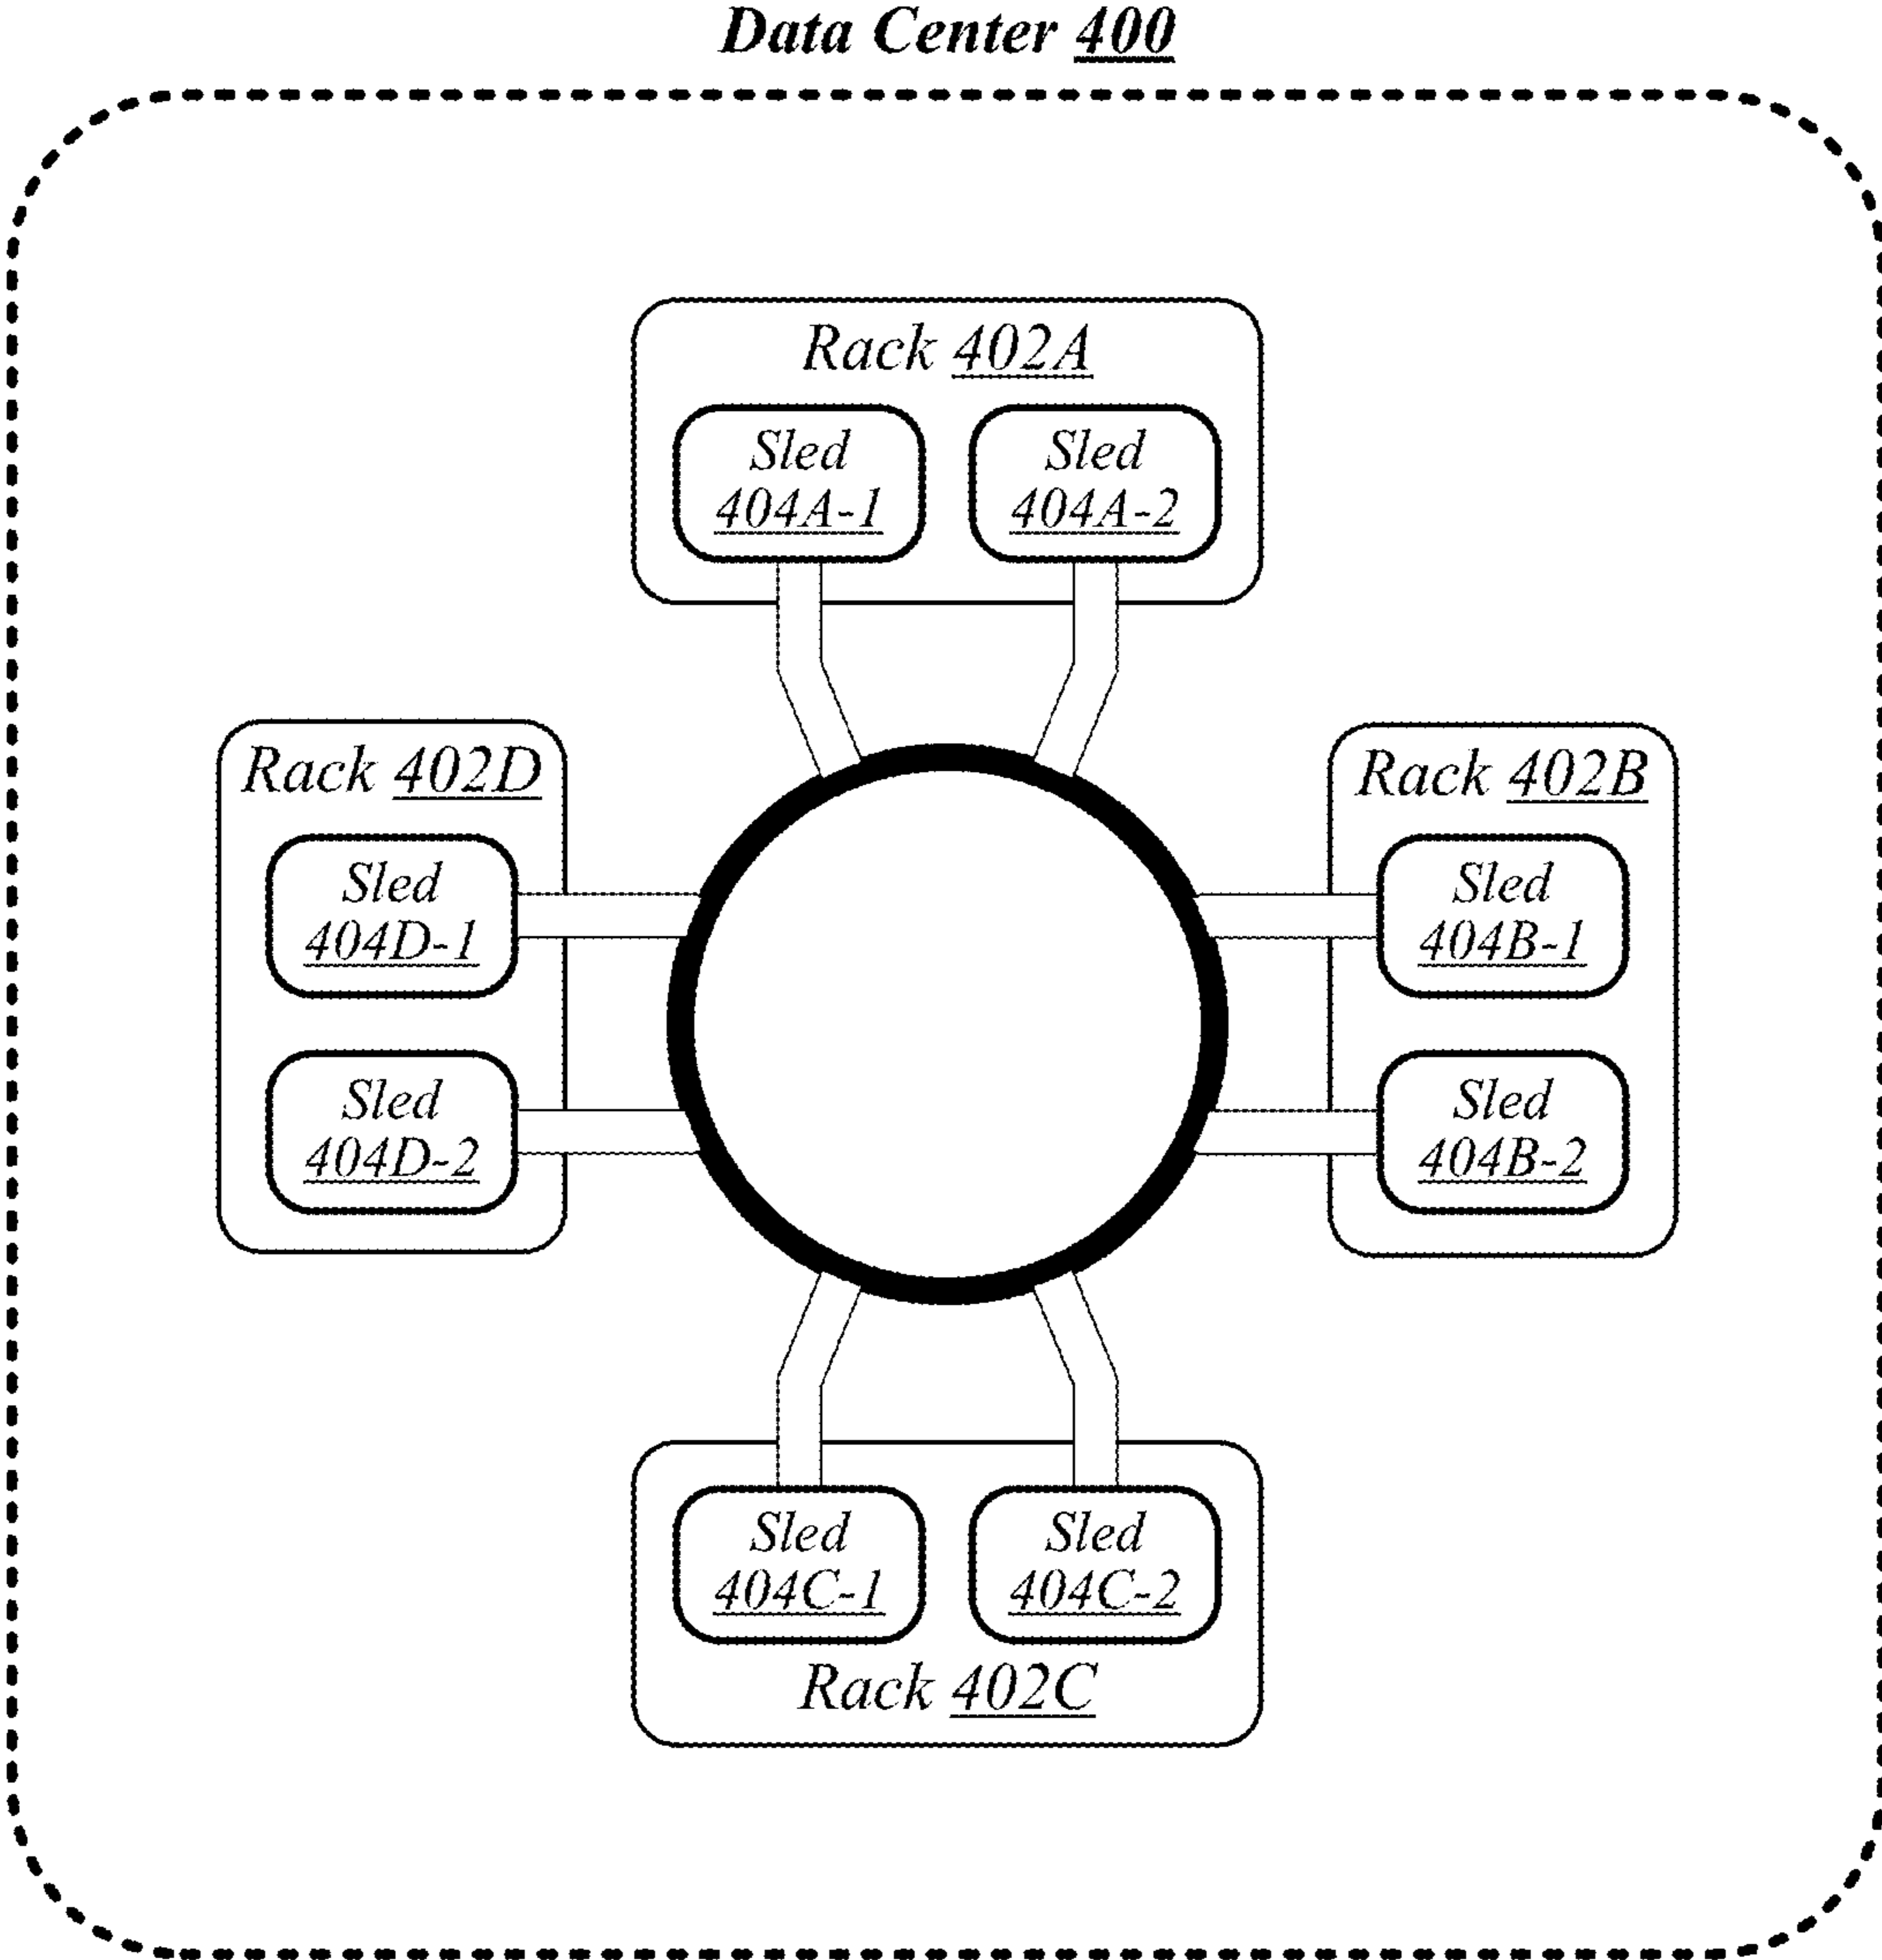 Data Center 400
Rack 402A
Sled
404A-1
Sled
404A-2
Rack 402D
Sled
404D-1
Sled
404D-2
Rack 402B
Sled
404B-1
Sled
404B-2
Sled
404C-1
Sled
404C-2
Rack 402C